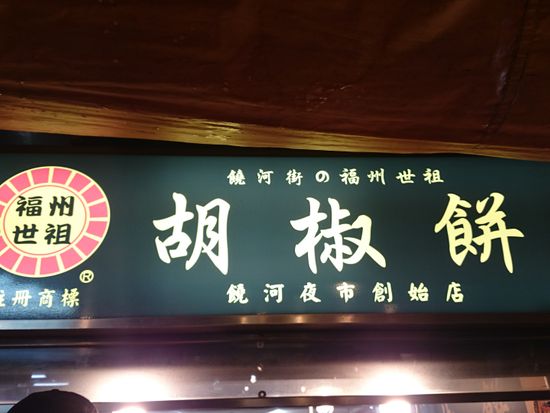 饒河街の福州世祖
福州
世祖
胡椒餅
®
註冊商標
饒河夜市創始店